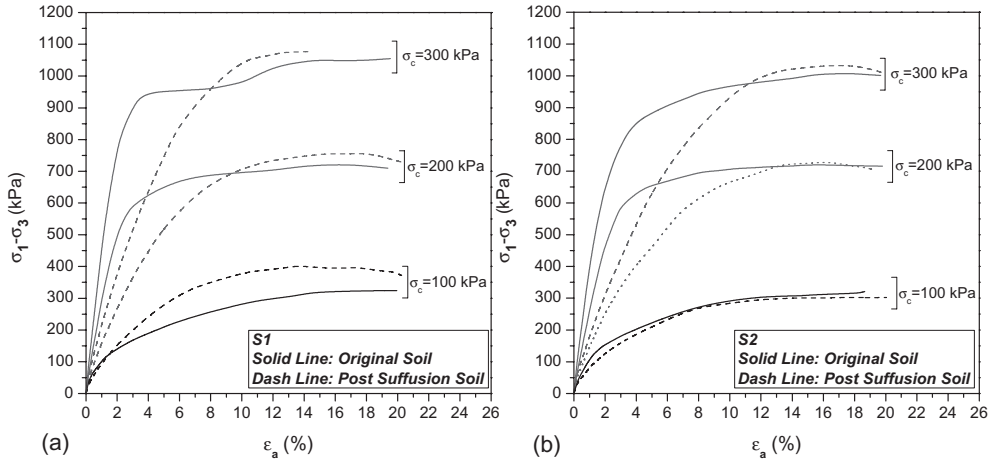 1200
1100
1000
900
800
700
600
500
400
300
200
100
0
σ₁-σ₃ (kPa)
σc=300 kPa
σc=200 kPa
σc=100 kPa
S1
Solid Line: Original Soil
Dash Line: Post Suffusion Soil
0 2 4 6 8 10 12 14 16 18 20 22 24 26
(a)
εa (%)
1200
1100
1000
900
800
700
600
500
400
300
200
100
0
σ₁-σ₃ (kPa)
σc=300 kPa
σc=200 kPa
σc=100 kPa
S2
Solid Line: Original Soil
Dash Line: Post Suffusion Soil
0 2 4 6 8 10 12 14 16 18 20 22 24 26
(b)
εa (%)